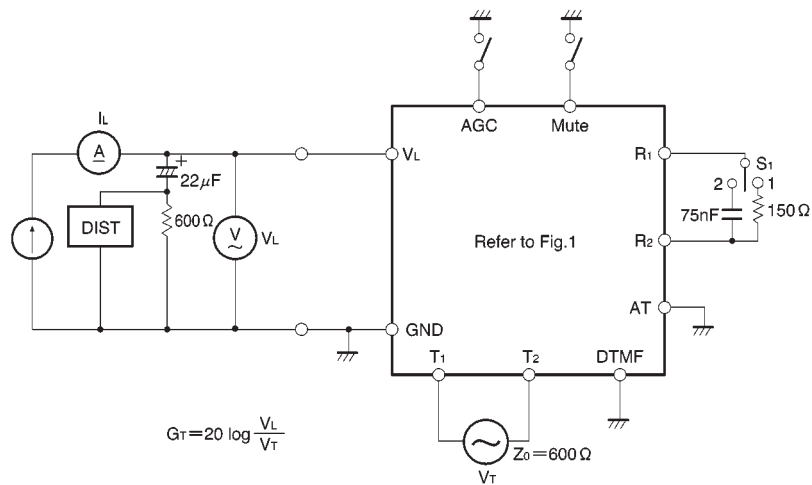 AGC
Mute
IL
A
+
22μF
600Ω
DIST
V
VL
VL
GND
Refer to Fig.1
R1
R2
AT
S1
2
1
75nF
150Ω
T1
T2
DTMF
GT=20 log VL/VT
Z0=600Ω
VT